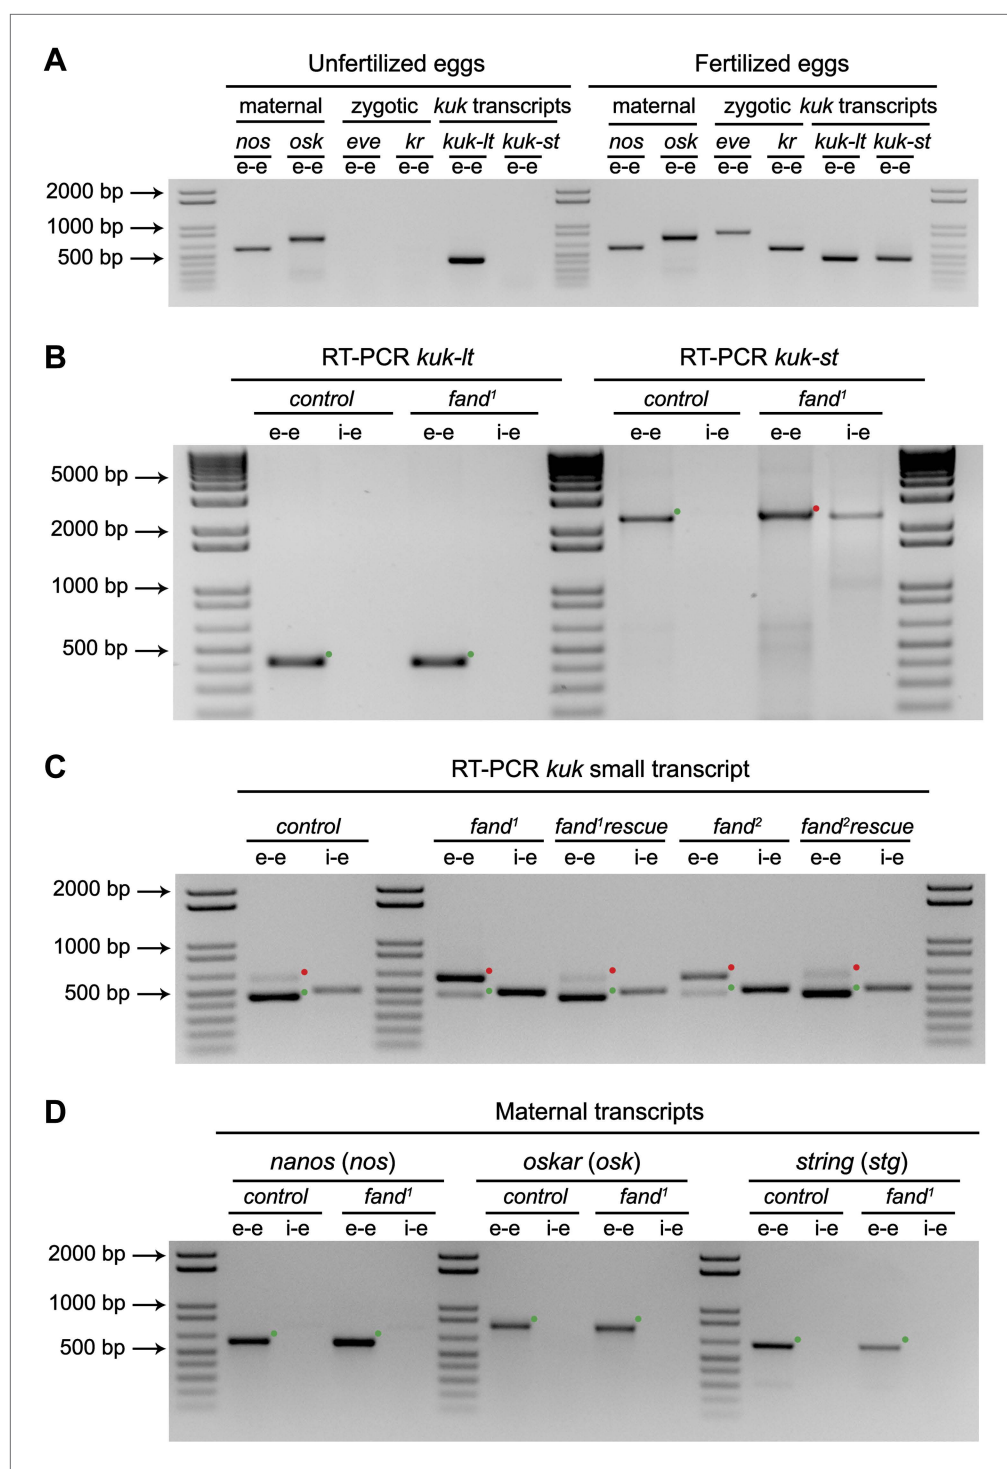 A
Unfertilized eggs Fertilized eggs
maternal zygotic kuk transcripts maternal zygotic kuk transcripts
nos osk eve kr kuk-lt kuk-st nos osk eve kr kuk-lt kuk-st
e-e e-e e-e e-e e-e e-e e-e e-e e-e e-e e-e e-e
2000 bp
1000 bp
500 bp
B
RT-PCR kuk-lt RT-PCR kuk-st
control fand¹ control fand¹
e-e i-e e-e i-e e-e i-e e-e i-e
5000 bp
2000 bp
1000 bp
500 bp
C
RT-PCR kuk small transcript
control fand¹ fand¹rescue fand² fand²rescue
e-e i-e e-e i-e e-e i-e e-e i-e e-e i-e
2000 bp
1000 bp
500 bp
D
Maternal transcripts
nanos (nos) oskar (osk) string (stg)
control fand¹ control fand¹ control fand¹
e-e i-e e-e i-e e-e i-e e-e i-e e-e i-e e-e i-e
2000 bp
1000 bp
500 bp